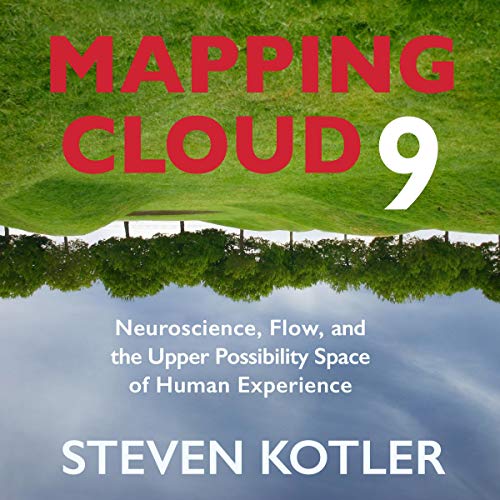 MAPPING
CLOUD 9
Neuroscience, Flow, and
the Upper Possibility Space
of Human Experience
STEVEN KOTLER